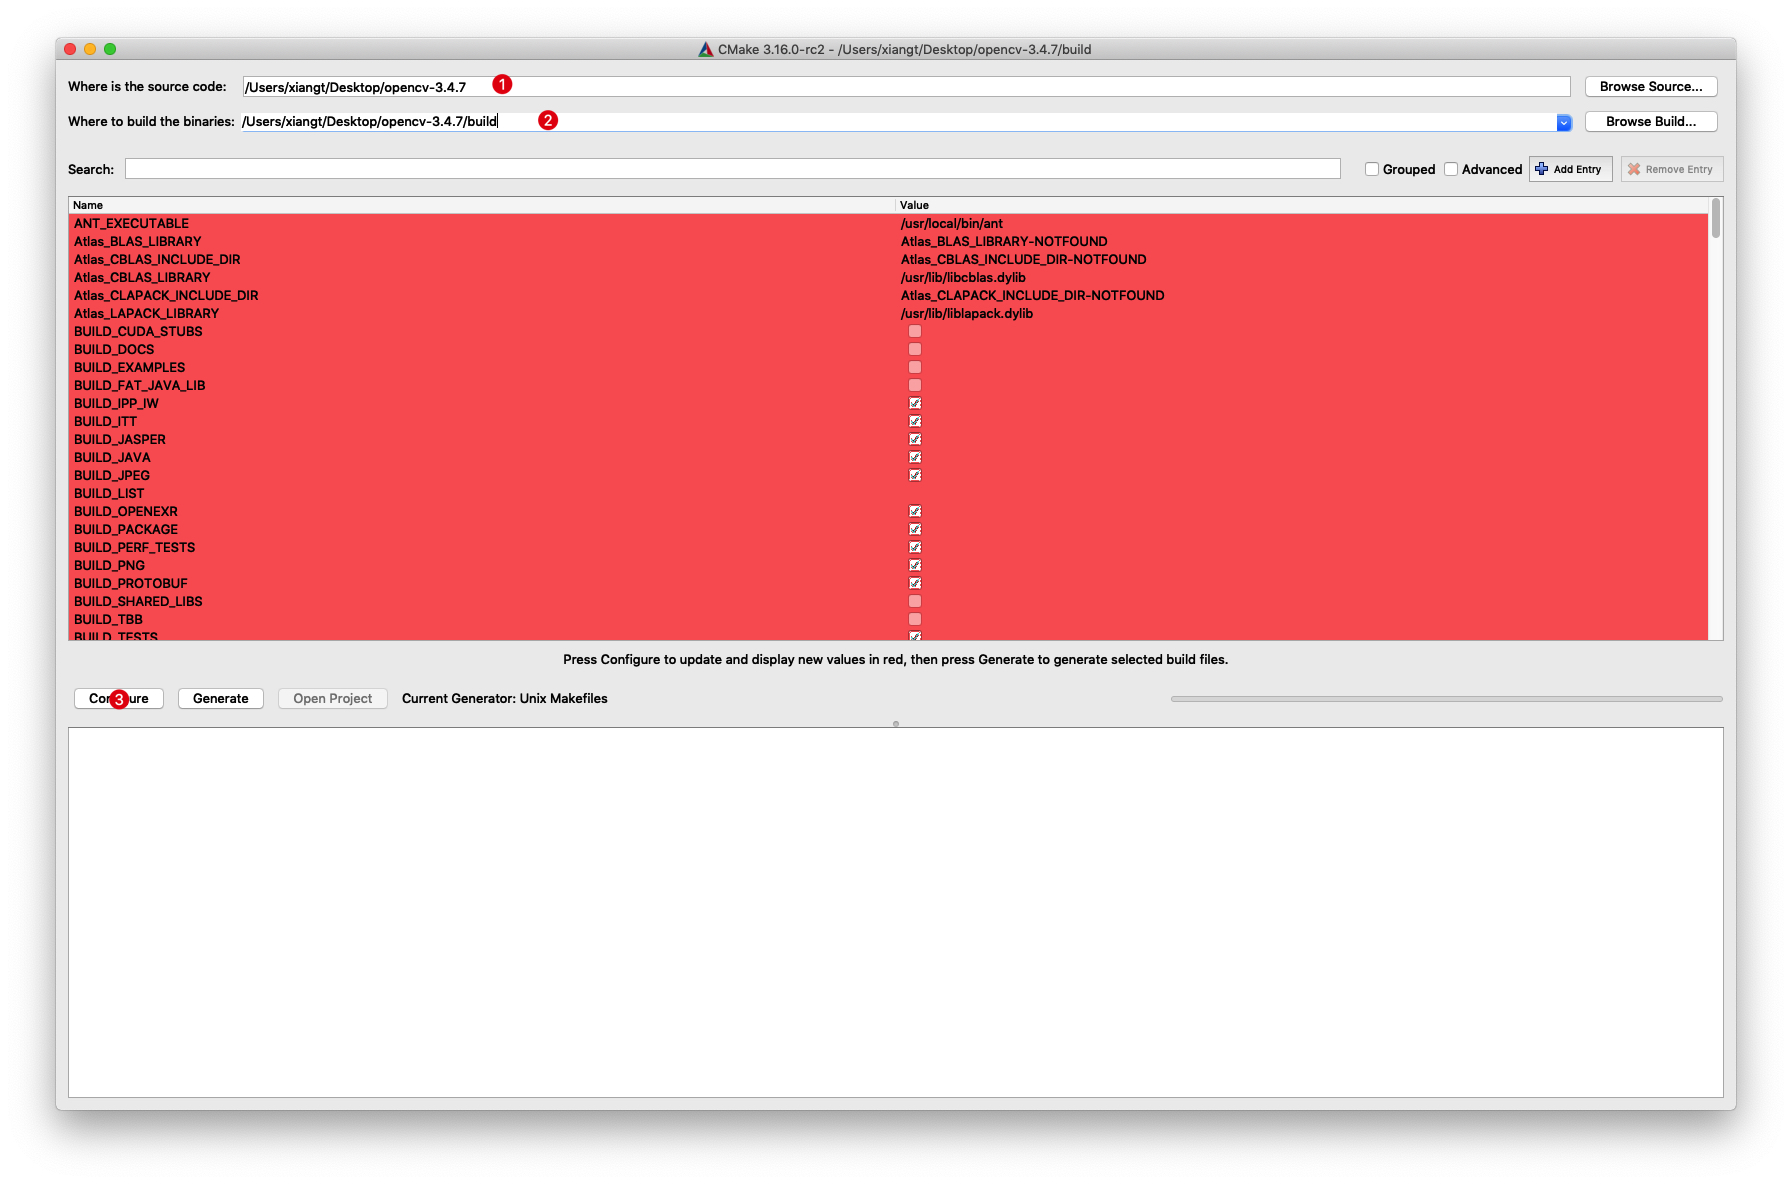 CMake 3.16.0-rc2 - /Users/xiangt/Desktop/opencv-3.4.7/build
Where is the source code: /Users/xiangt/Desktop/opencv-3.4.7 1 Browse Source...
Where to build the binaries: /Users/xiangt/Desktop/opencv-3.4.7/build 2 Browse Build...
Search: Grouped Advanced Add Entry Remove Entry
Name Value
ANT_EXECUTABLE /usr/local/bin/ant
Atlas_BLAS_LIBRARY Atlas_BLAS_LIBRARY-NOTFOUND
Atlas_CBLAS_INCLUDE_DIR Atlas_CBLAS_INCLUDE_DIR-NOTFOUND
Atlas_CBLAS_LIBRARY /usr/lib/libcblas.dylib
Atlas_CLAPACK_INCLUDE_DIR Atlas_CLAPACK_INCLUDE_DIR-NOTFOUND
Atlas_LAPACK_LIBRARY /usr/lib/liblapack.dylib
BUILD_CUDA_STUBS
BUILD_DOCS
BUILD_EXAMPLES
BUILD_FAT_JAVA_LIB
BUILD_IPP_IW
BUILD_ITT
BUILD_JASPER
BUILD_JAVA
BUILD_JPEG
BUILD_LIST
BUILD_OPENEXR
BUILD_PACKAGE
BUILD_PERF_TESTS
BUILD_PNG
BUILD_PROTOBUF
BUILD_SHARED_LIBS
BUILD_TBB
BUILD_TESTS
Press Configure to update and display new values in red, then press Generate to generate selected build files.
3 Generate Open Project Current Generator: Unix Makefiles